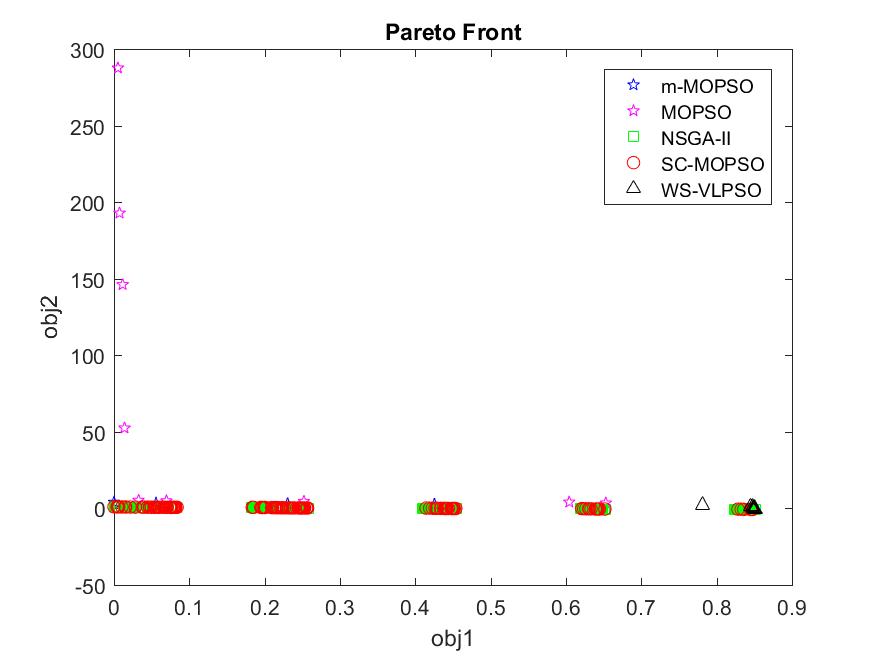 Pareto Front
300
250
200
150
100
50
0
-50
obj2
m-MOPSO
MOPSO
NSGA-II
SC-MOPSO
WS-VLPSO
0 0.1 0.2 0.3 0.4 0.5 0.6 0.7 0.8 0.9
obj1